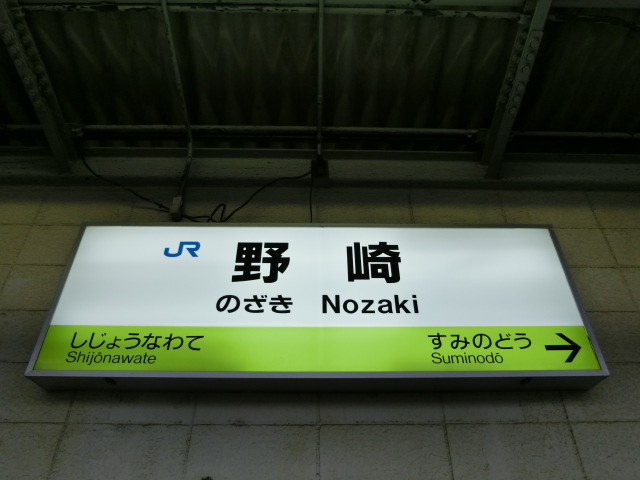 JR 野 崎
のざき Nozaki
しじょうなわて すみのどう →
Shijōnawate Suminodō